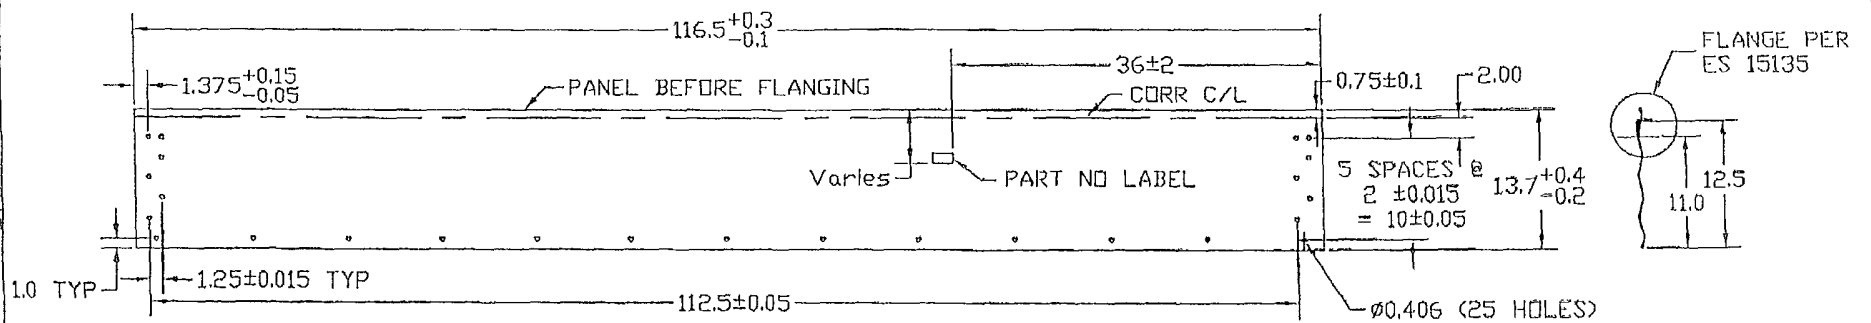 116.5+0.3
-0.1
FLANGE PER
ES 15135
1.375+0.15
-0.05
PANEL BEFORE FLANGING
36±2
CORR C/L
0.75±0.1
2.00
Varies
PART NO LABEL
5 SPACES @
2 ±0.015
= 10±0.05
13.7+0.4
-0.2
12.5
11.0
1.0 TYP
1.25±0.015 TYP
112.5±0.05
ø0.406 (25 HOLES)